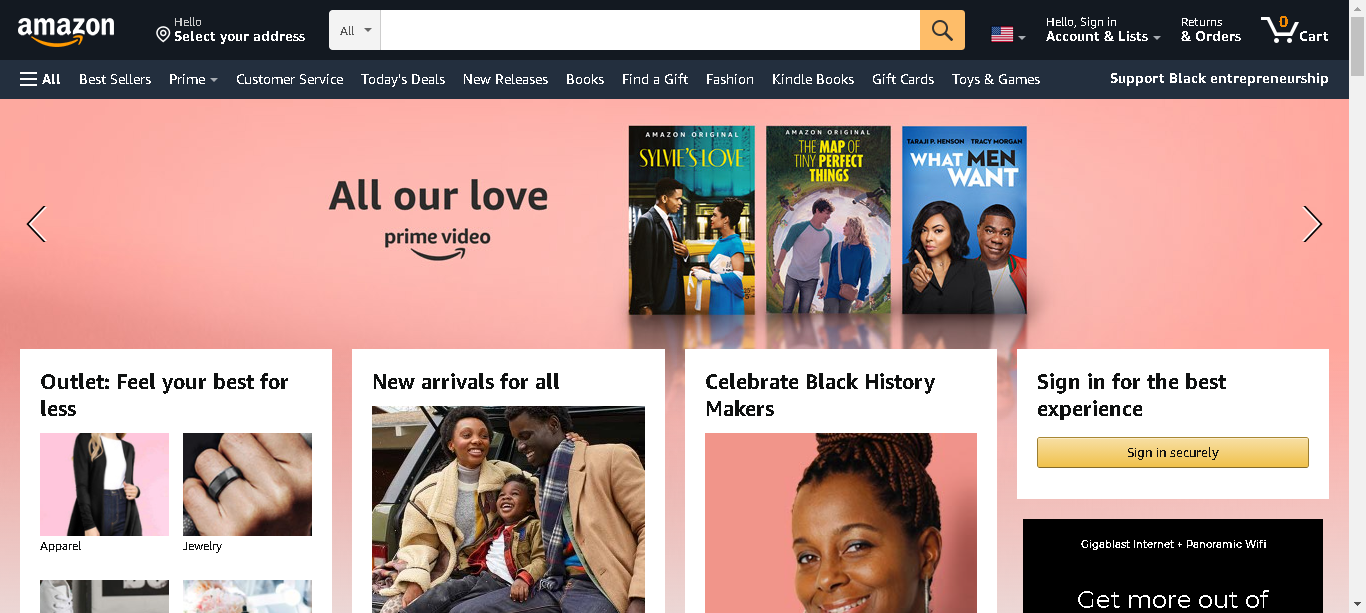 amazon
Hello
Select your address
All
Hello, Sign in
Account & Lists
Returns
& Orders
0
Cart
All
Best Sellers
Prime
Customer Service
Today's Deals
New Releases
Books
Find a Gift
Fashion
Kindle Books
Gift Cards
Toys & Games
Support Black entrepreneurship
All our love
prime video
AMAZON ORIGINAL
SYLVIE'S LOVE
AMAZON ORIGINAL
THE MAP OF
TINY PERFECT
THINGS
TARAJI P. HENSON TRACY MORGAN
WHAT MEN
WANT
Outlet: Feel your best for
less
Apparel
Jewelry
New arrivals for all
Celebrate Black History
Makers
Sign in for the best
experience
Sign in securely
Gigablast Internet + Panoramic Wifi
Get more out of